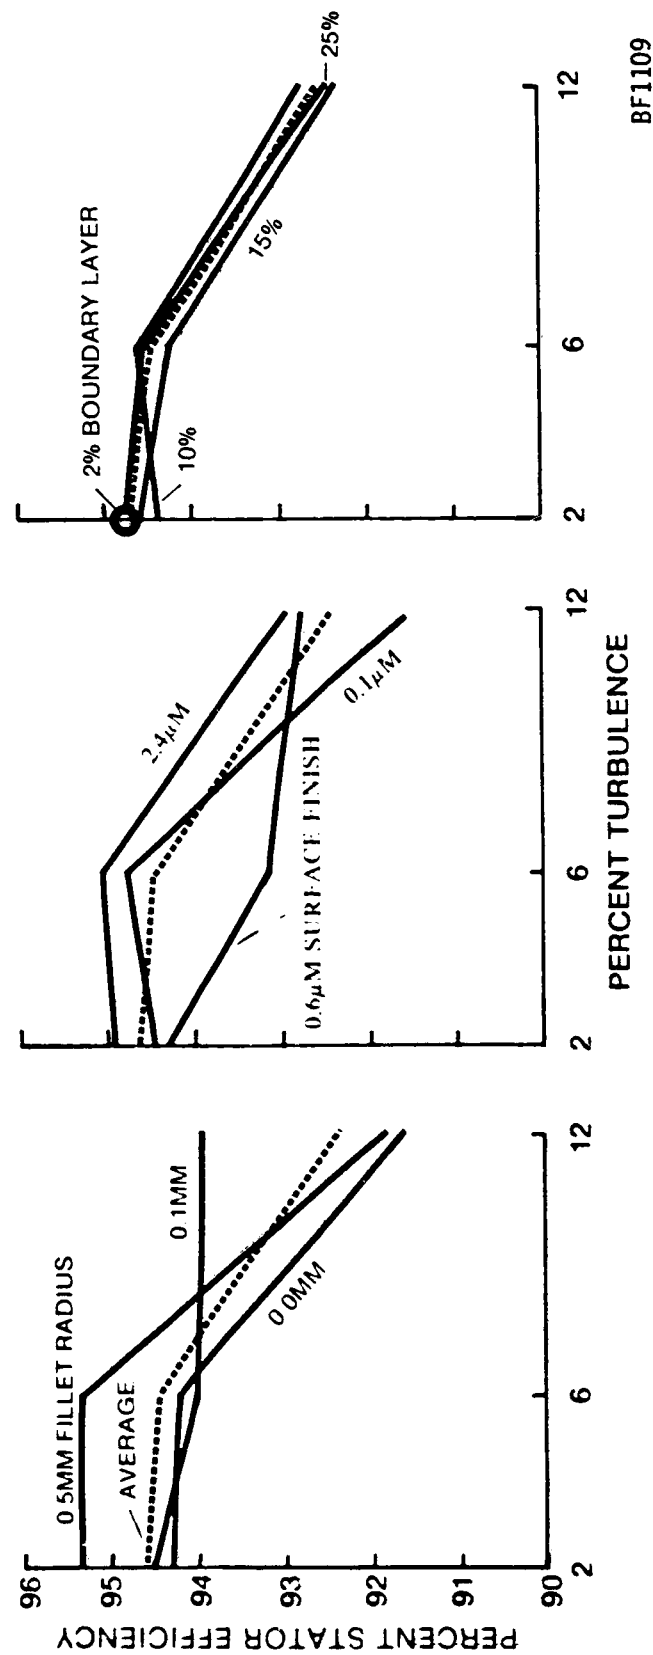 PERCENT STATOR EFFICIENCY
96
95
94
93
92
91
90
0 5MM FILLET RADIUS
AVERAGE
0.1MM
0 0MM
2
6
12
2.4µM
0.1µM
0.6µM SURFACE FINISH
2
6
12
2% BOUNDARY LAYER
10%
15%
25%
2
6
12
PERCENT TURBULENCE
BF1109